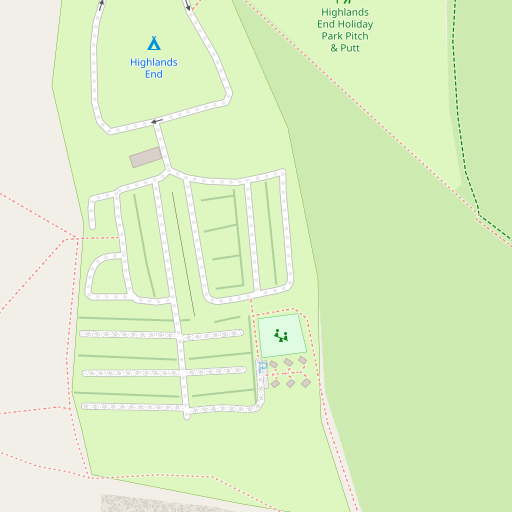 Highlands
End Holiday
Park Pitch
& Putt
Highlands
End